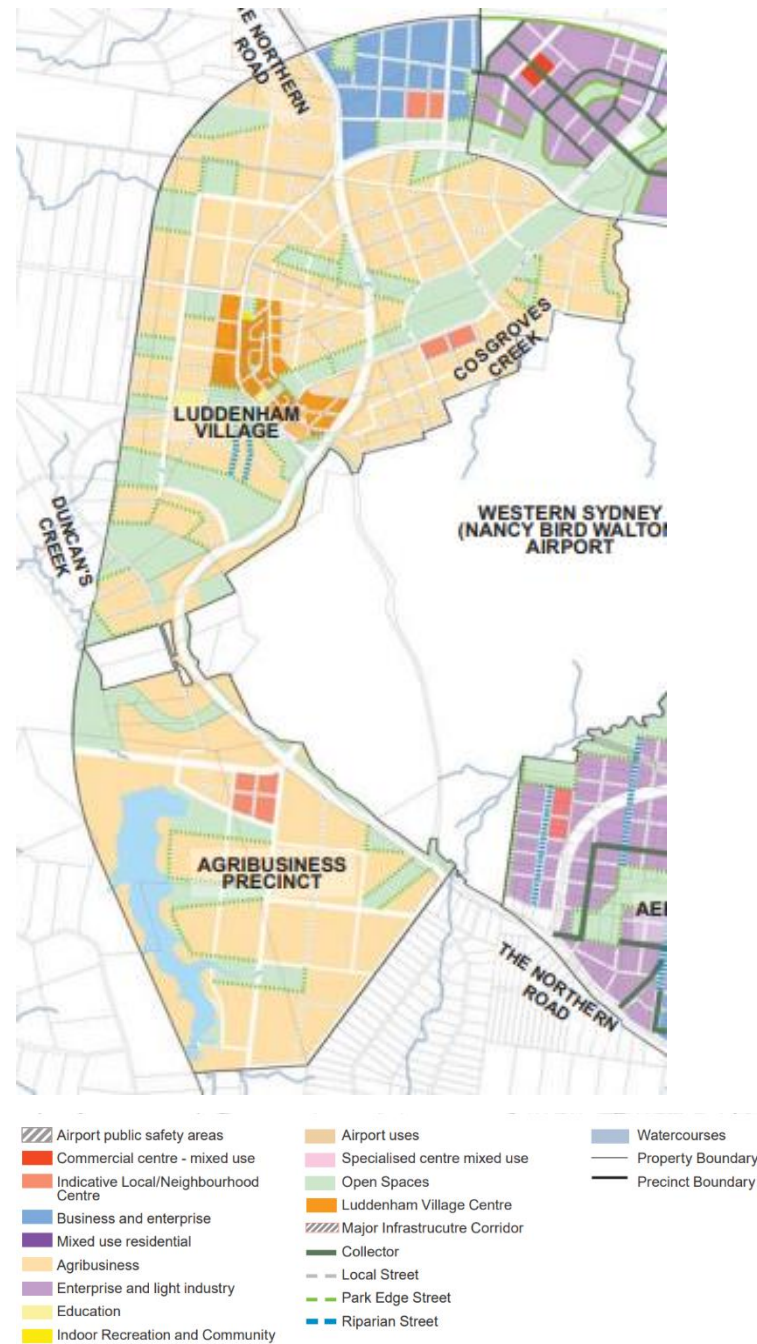 THE NORTHERN
ROAD
COSGROVES
CREEK
LUDDENHAM
VILLAGE
DUNCAN'S
CREEK
WESTERN SYDNEY
(NANCY BIRD WALTON
AIRPORT
AGRIBUSINESS
PRECINCT
AE
THE NORTHERN
ROAD
Airport public safety areas
Commercial centre - mixed use
Indicative Local/Neighbourhood
Centre
Business and enterprise
Mixed use residential
Agribusiness
Enterprise and light industry
Education
Indoor Recreation and Community
Airport uses
Specialised centre mixed use
Open Spaces
Luddenham Village Centre
Major Infrastrucutre Corridor
Collector
Local Street
Park Edge Street
Riparian Street
Watercourses
Property Boundary
Precinct Boundary